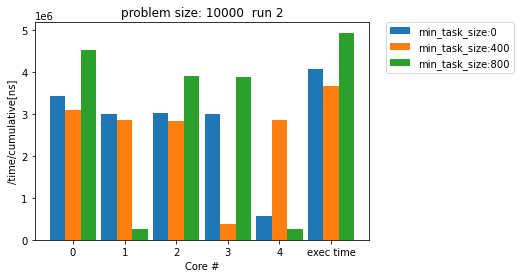 problem size: 10000  run 2
1e6
5
4
3
2
1
0
/time/cumulative[ns]
0 1 2 3 4 exec time
Core #
min_task_size:0
min_task_size:400
min_task_size:800